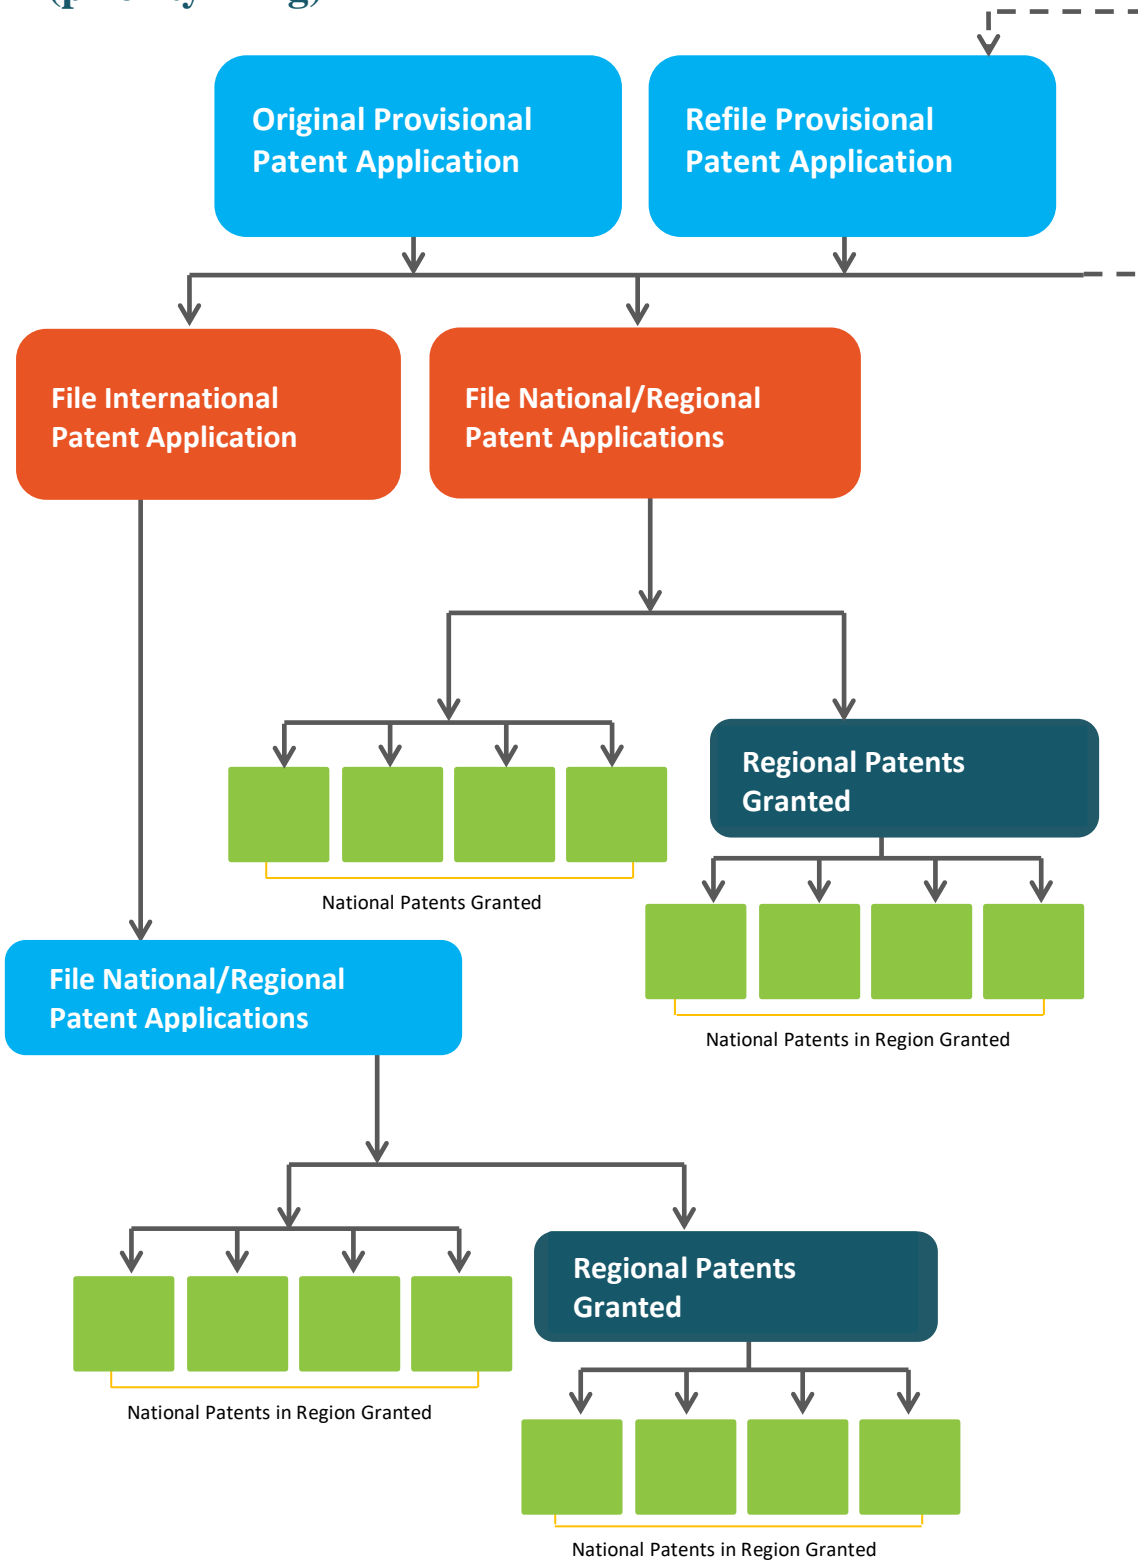 Original Provisional
Patent Application
Refile Provisional
Patent Application
File International
Patent Application
File National/Regional
Patent Applications
Regional Patents
Granted
National Patents Granted
File National/Regional
Patent Applications
National Patents in Region Granted
Regional Patents
Granted
National Patents in Region Granted
National Patents in Region Granted